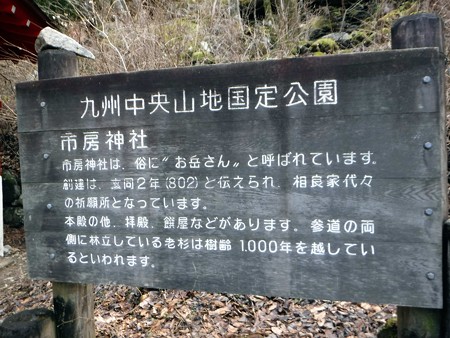 九州中央山地国定公園
市房神社
市房神社は、俗に〝お岳さん〟と呼ばれています。
創建は、大同2年(802)と伝えられ、相良家代々
の祈願所となっています。
本殿の他、拝殿、餅屋などがあります。参道の両
側に林立している老杉は樹齢1.000年を越してい
るといわれます。